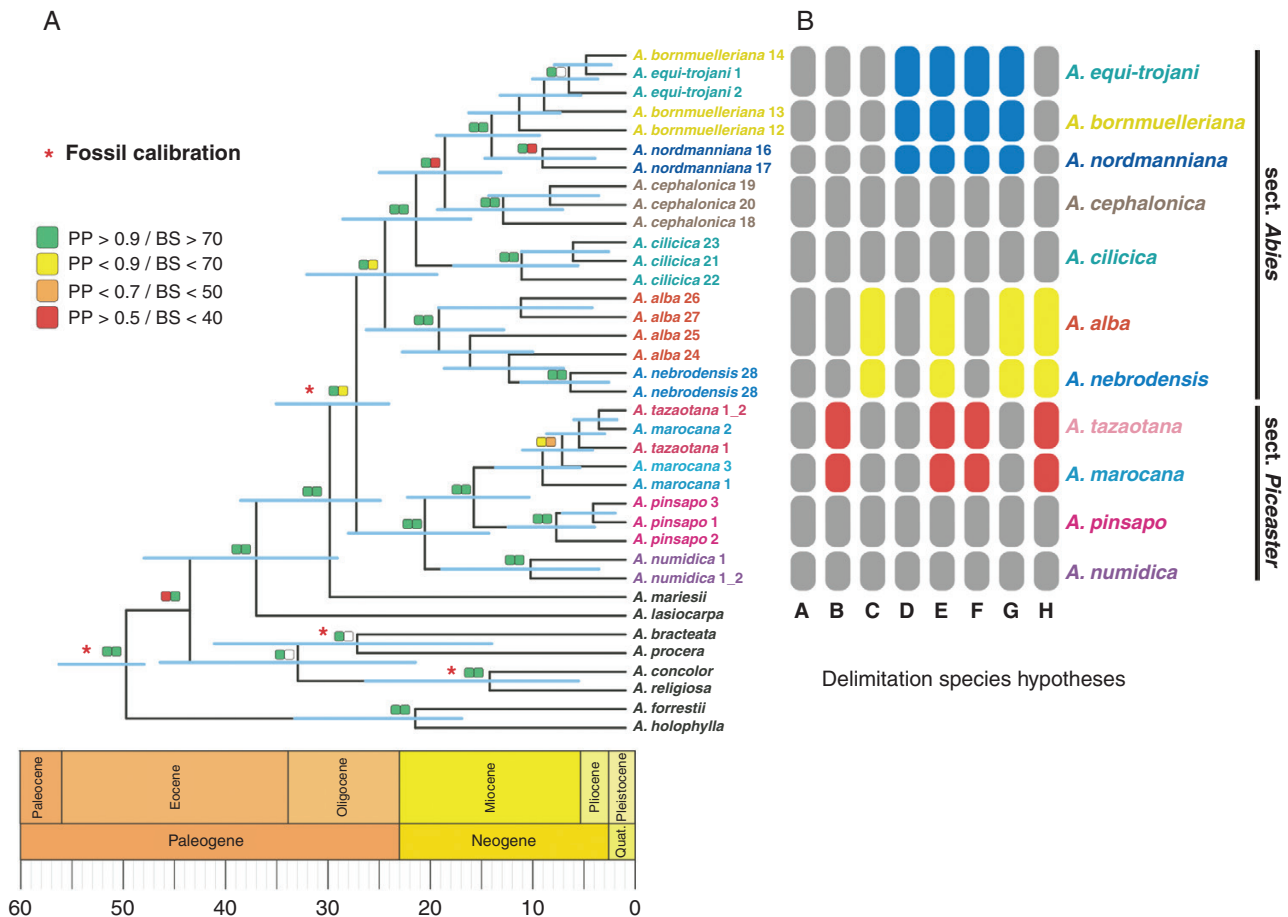 A
B
A. bornmuelleriana 14
A. equi-trojani 1
A. equi-trojani 2
A. bornmuelleriana 13
A. bornmuelleriana 12
A. nordmanniana 16
A. nordmanniana 17
A. cephalonica 19
A. cephalonica 20
A. cephalonica 18
A. cilicica 23
A. cilicica 21
A. cilicica 22
A. alba 26
A. alba 27
A. alba 25
A. alba 24
A. nebrodensis 28
A. nebrodensis 28
A. tazaotana 1_2
A. marocana 2
A. tazaotana 1
A. marocana 3
A. marocana 1
A. pinsapo 3
A. pinsapo 1
A. pinsapo 2
A. numidica 1
A. numidica 1_2
A. mariesii
A. lasiocarpa
A. bracteata
A. procera
A. concolor
A. religiosa
A. forrestii
A. holophylla
* Fossil calibration
PP > 0.9 / BS > 70
PP < 0.9 / BS < 70
PP < 0.7 / BS < 50
PP > 0.5 / BS < 40
*
*
*
*
Paleocene
Eocene
Oligocene
Miocene
Pliocene
Pleistocene
Paleogene
Neogene
Quat.
60 50 40 30 20 10 0
A. equi-trojani
A. bornmuelleriana
A. nordmanniana
A. cephalonica
A. cilicica
A. alba
A. nebrodensis
A. tazaotana
A. marocana
A. pinsapo
A. numidica
sect. Abies
sect. Piceaster
A B C D E F G H
Delimitation species hypotheses